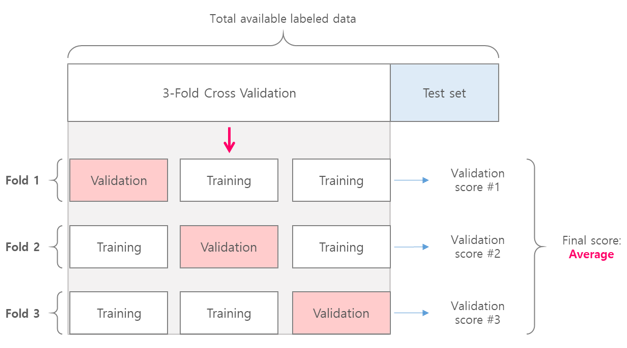 Total available labeled data
3-Fold Cross Validation
Test set
Fold 1
Validation
Training
Training
Validation
score #1
Fold 2
Training
Validation
Training
Validation
score #2
Final score:
Average
Fold 3
Training
Training
Validation
Validation
score #3